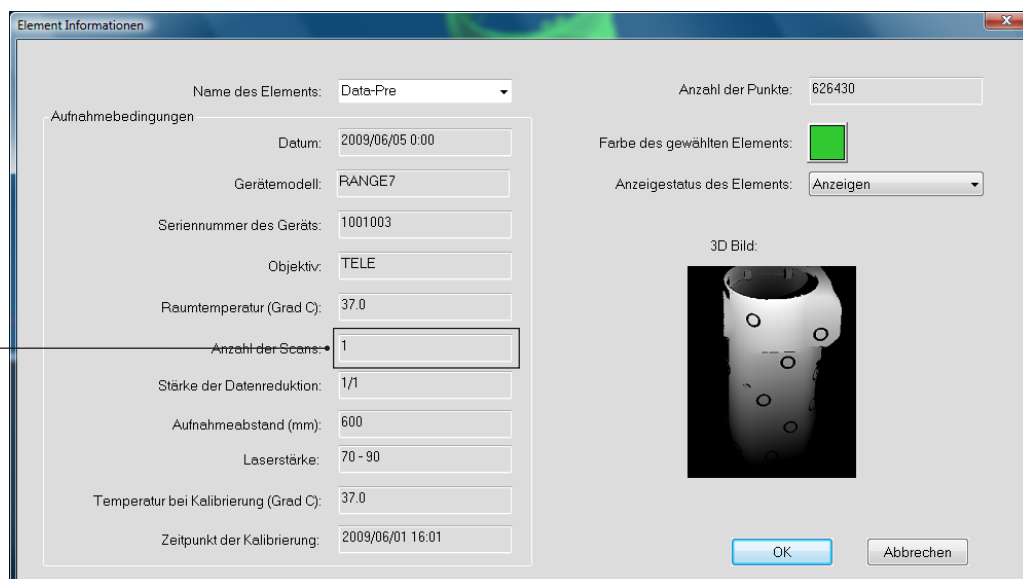 Element Informationen
Name des Elements: Data-Pre
Aufnahmebedingungen
Datum: 2009/06/05 0:00
Gerätemodell: RANGE7
Seriennummer des Geräts: 1001003
Objektiv: TELE
Raumtemperatur (Grad C): 37.0
Anzahl der Scans: 1
Stärke der Datenreduktion: 1/1
Aufnahmeabstand (mm): 600
Laserstärke: 70 - 90
Temperatur bei Kalibrierung (Grad C): 37.0
Zeitpunkt der Kalibrierung: 2009/06/01 16:01
Anzahl der Punkte: 626430
Farbe des gewählten Elements:
Anzeigestatus des Elements: Anzeigen
3D Bild:
OK Abbrechen